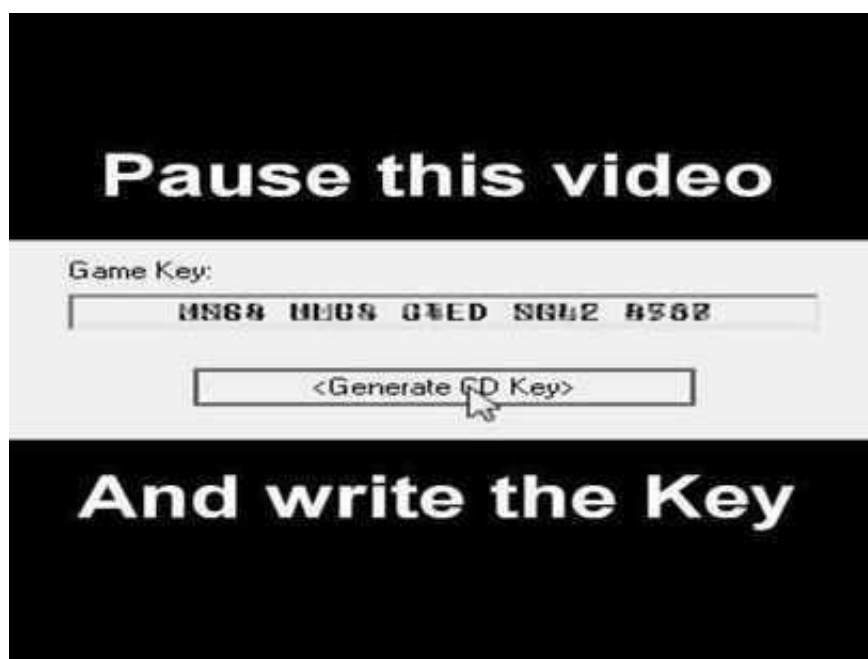 Pause this video
Game Key:
<Generate CD Key>
And write the Key